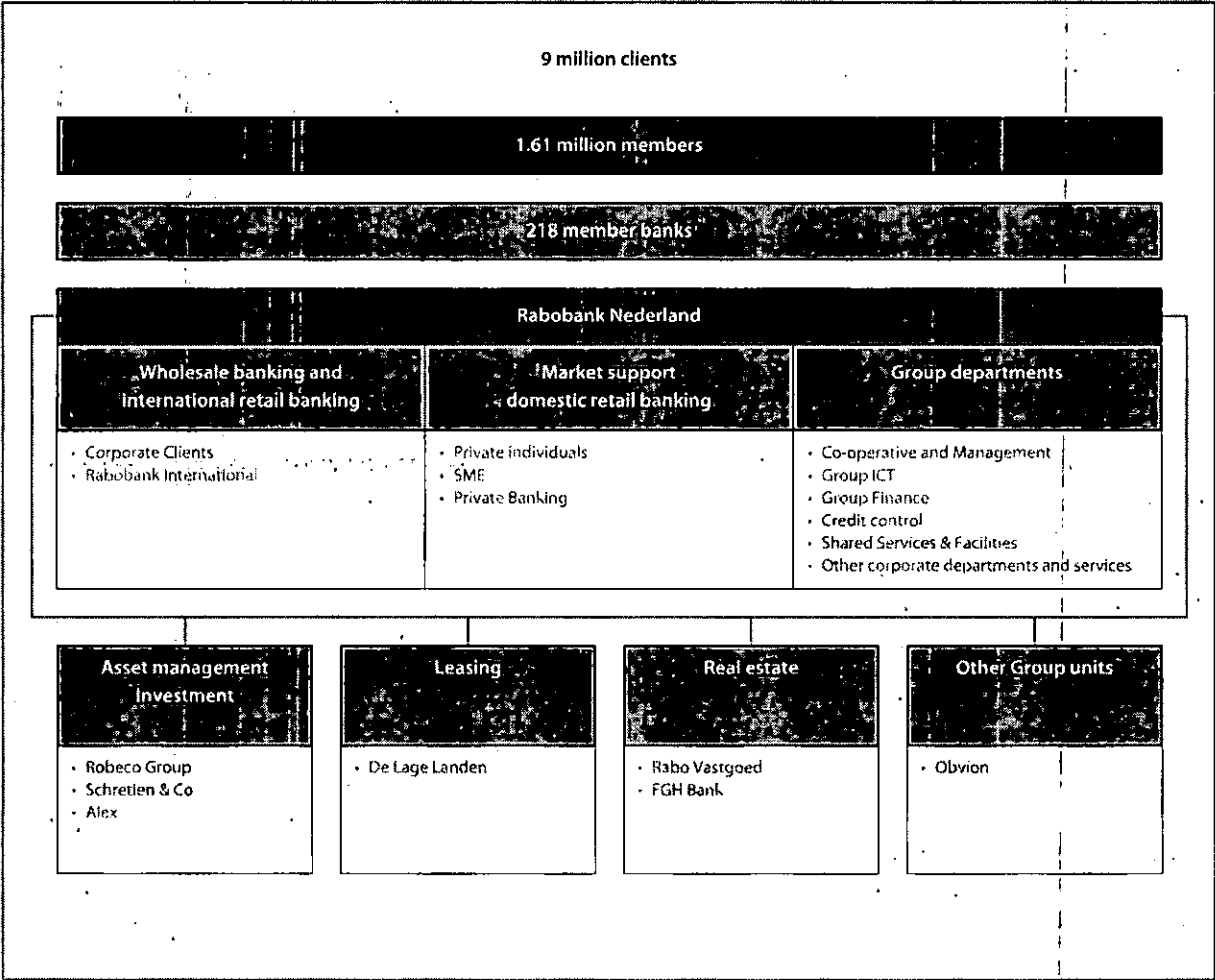 9 million clients
1.61 million members
218 member banks
Rabobank Nederland
Wholesale banking and
international retail banking
Market support
domestic retail banking
Group departments
· Corporate Clients
· Rabobank International
· Private individuals
· SME
· Private Banking
· Co-operative and Management
· Group ICT
· Group Finance
· Credit control
· Shared Services & Facilities
· Other corporate departments and services
Asset management
Investment
Leasing
Real estate
Other Group units
· Robeco Group
· Schretlen & Co
· Alex
· De Lage Landen
· Rabo Vastgoed
· FGH Bank
· Obvion